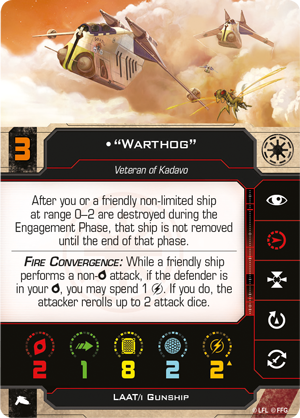 3
•“Warthog”
Veteran of Kadavo
After you or a friendly non-limited ship
at range 0–2 are destroyed during the
Engagement Phase, that ship is not removed
until the end of that phase.
Fire Convergence: While a friendly ship
performs a non- attack, if the defender is
in your , you may spend 1 . If you do, the
attacker rerolls up to 2 attack dice.
2 1 8 2 2
LAAT/i Gunship
©LFL ©FFG